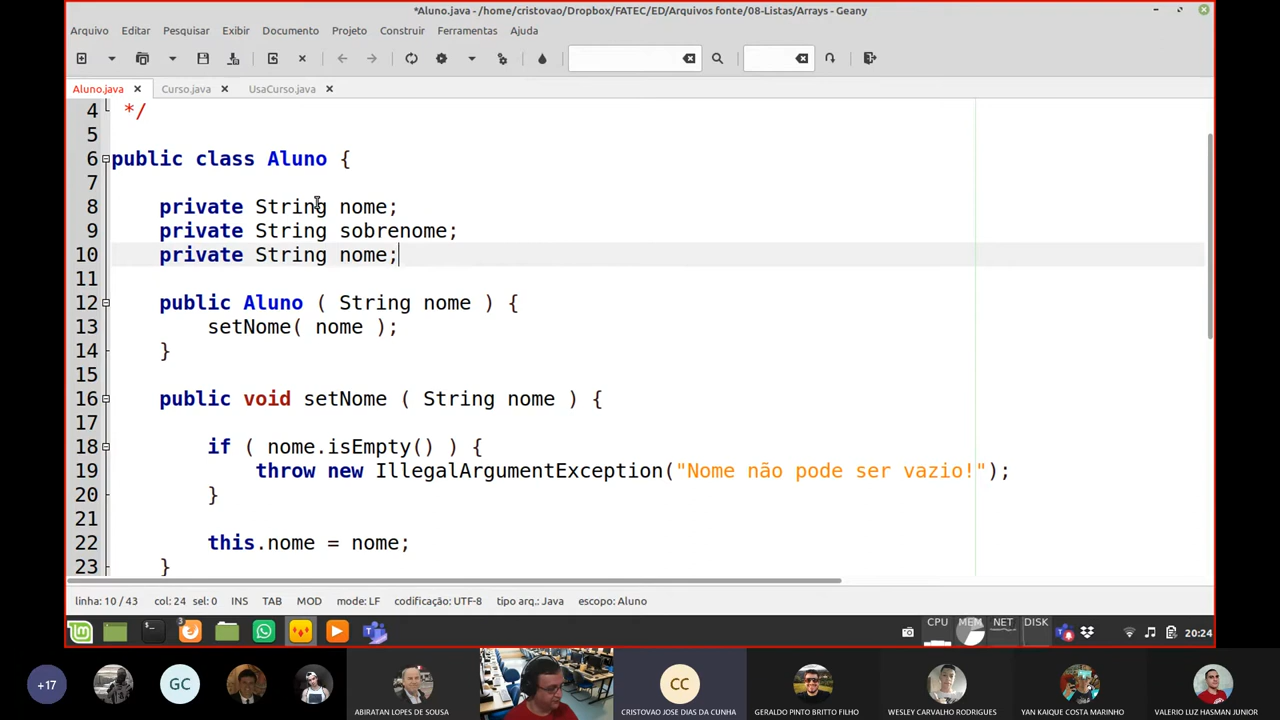 *Aluno.java - /home/cristovao/Dropbox/FATEC/ED/Arquivos fonte/08-Listas/Arrays - Geany
Arquivo Editar Pesquisar Exibir Documento Projeto Construir Ferramentas Ajuda
Aluno.java Curso.java UsaCurso.java
4 */
5
6 public class Aluno {
7
8 private String nome;
9 private String sobrenome;
10 private String nome;
11
12 public Aluno ( String nome ) {
13 setNome( nome );
14 }
15
16 public void setNome ( String nome ) {
17
18 if ( nome.isEmpty() ) {
19 throw new IllegalArgumentException("Nome não pode ser vazio!");
20 }
21
22 this.nome = nome;
23 }
linha: 10 / 43 col: 24 sel: 0 INS TAB MOD mode: LF codificação: UTF-8 tipo arq.: Java escopo: Aluno
3 CPU MEM NET DISK 20:24
+17 GC CC
ABIRATAN LOPES DE SOUSA CRISTOVAO JOSE DIAS DA CUNHA GERALDO PINTO BRITTO FILHO WESLEY CARVALHO RODRIGUES YAN KAIQUE COSTA MARINHO VALERIO LUZ HASMAN JUNIOR